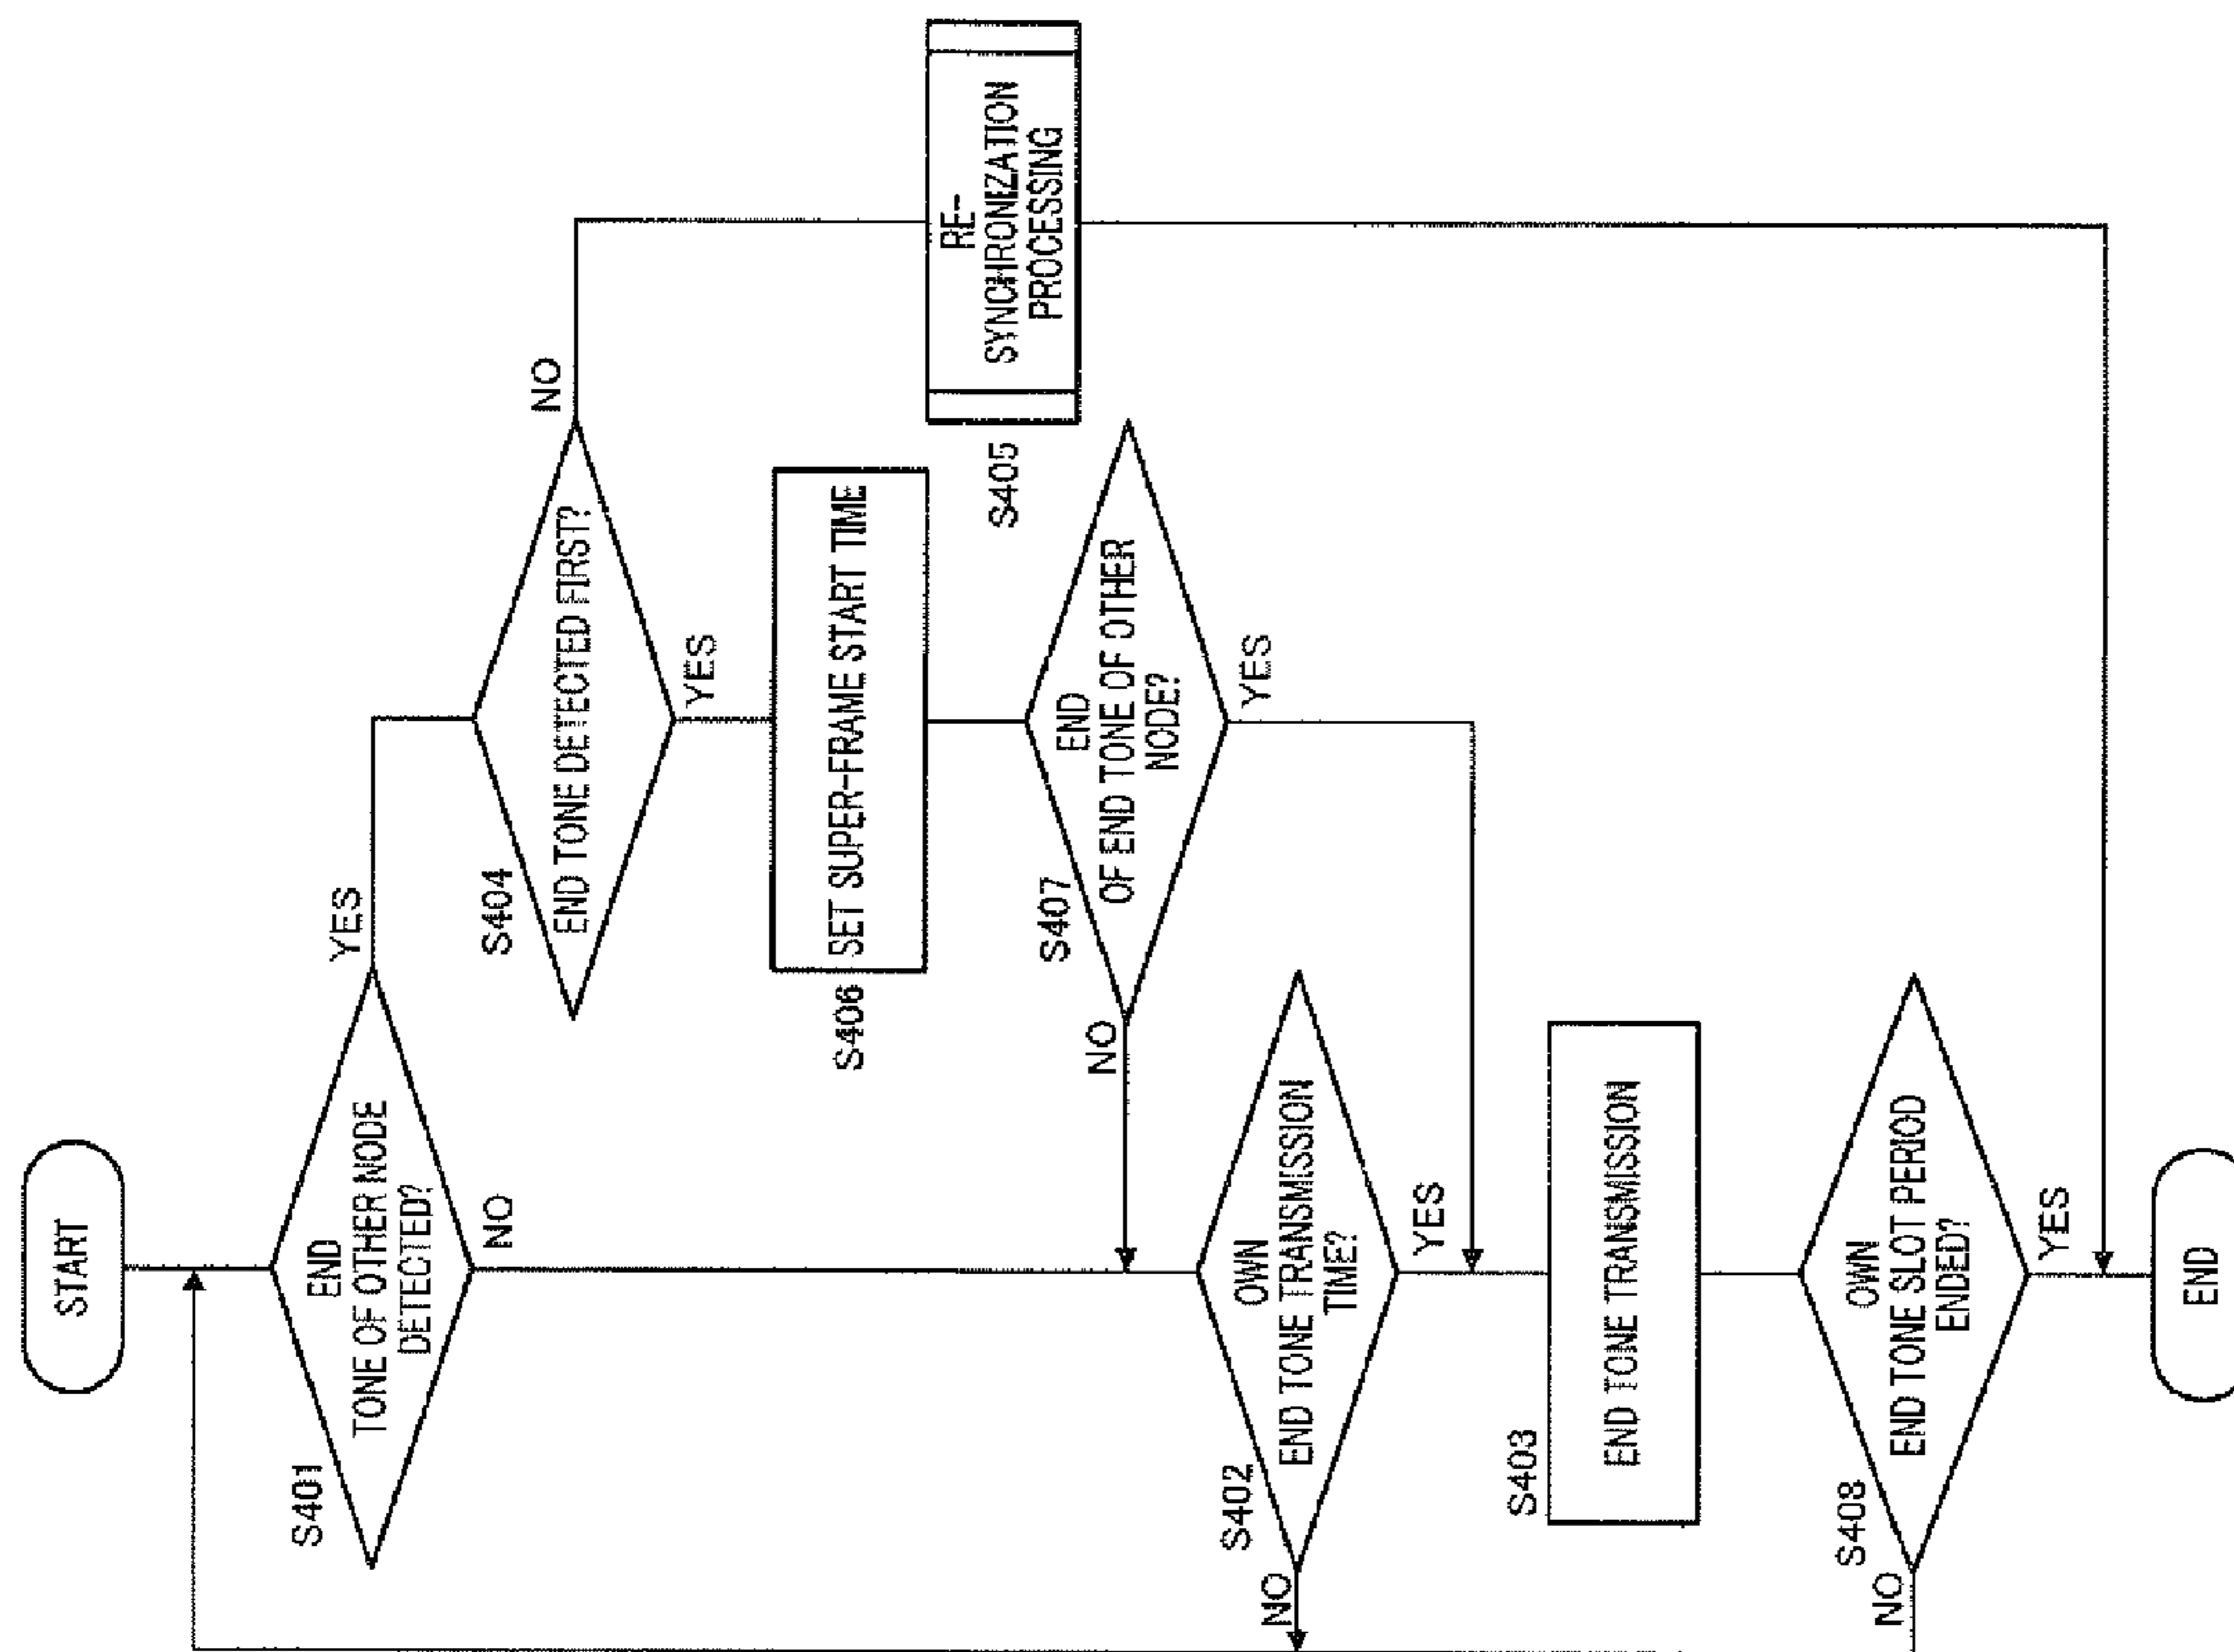 START
END
TONE OF OTHER NODE
DETECTED?
S401
YES
NO
END TONE DETECTED FIRST?
S404
NO
YES
S406
SET SUPER-FRAME START TIME
RE-
SYNCHRONIZATION
PROCESSING
S405
END
OF END TONE OF OTHER
NODE?
S407
NO
YES
OWN
END TONE TRANSMISSION
TIME?
S402
NO
YES
S403
END TONE TRANSMISSION
OWN
END TONE SLOT PERIOD
ENDED?
S408
NO
YES
END